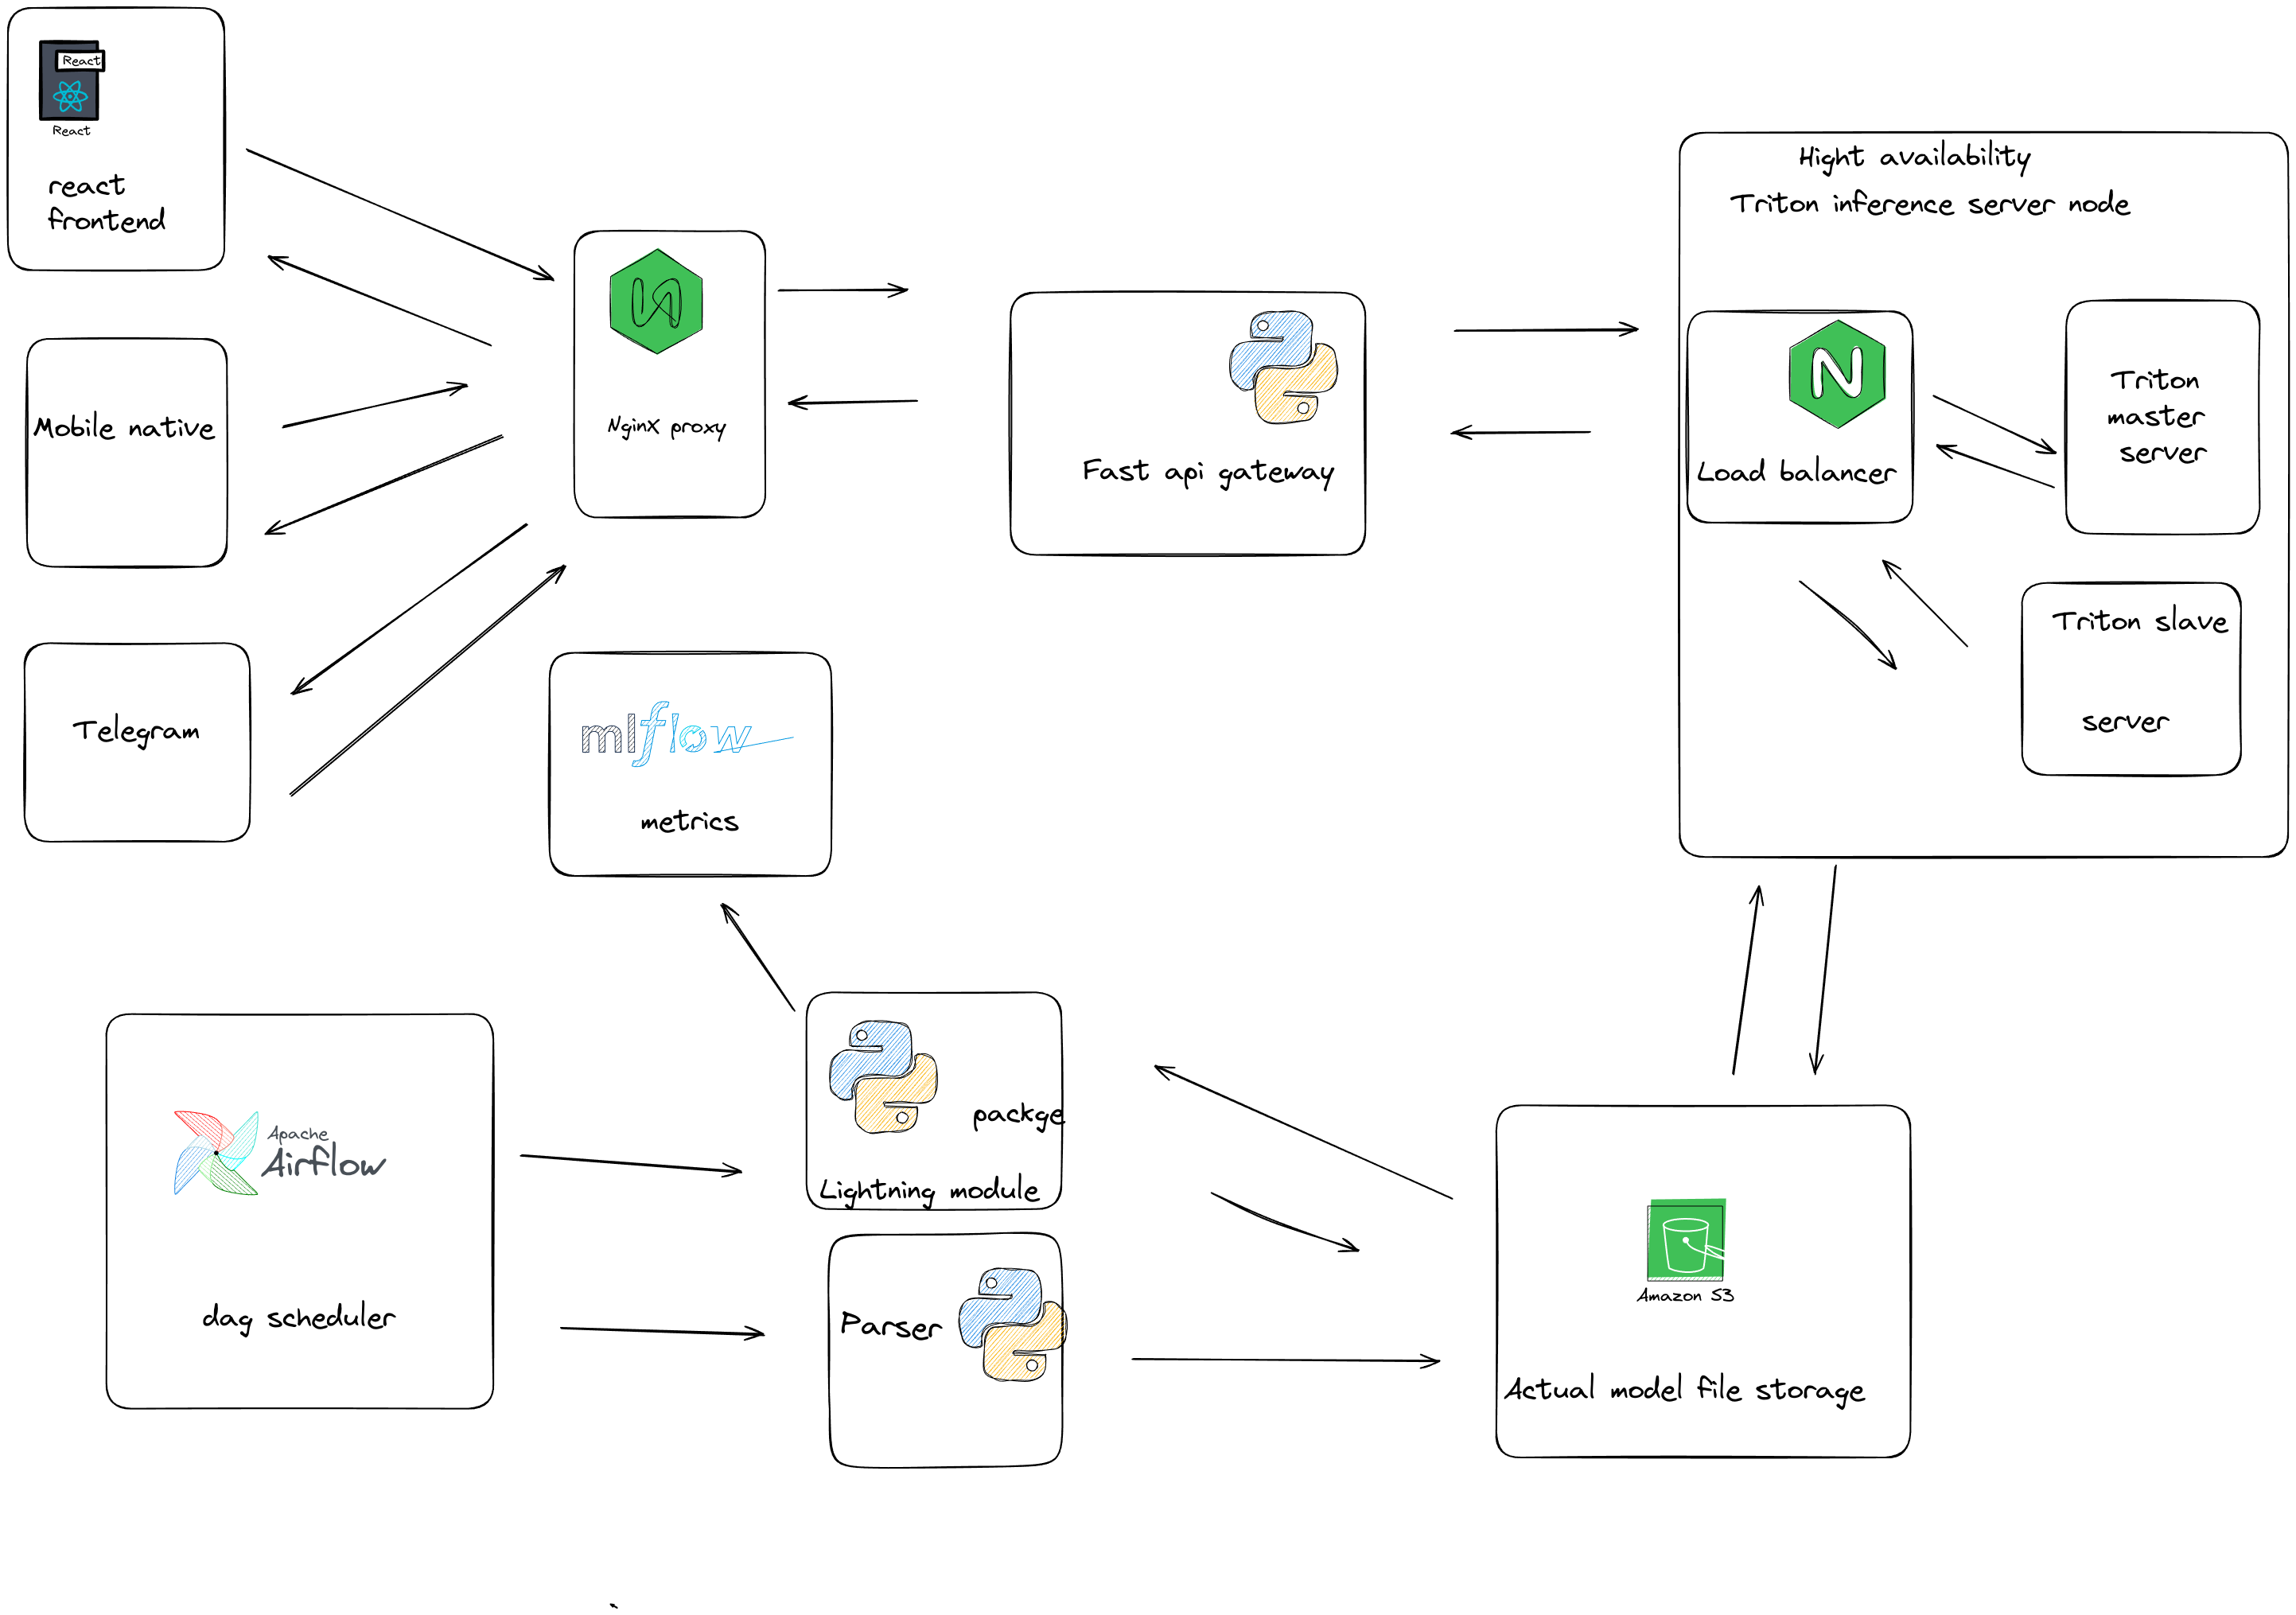 React
React
react
frontend
Mobile native
Telegram
NginX proxy
Fast api gateway
Hight availability
Triton inference server node
Load balancer
Triton
master
server
Triton slave
server
mlflow
metrics
Apache
Airflow
dag scheduler
packge
Lightning module
Parser
Amazon S3
Actual model file storage